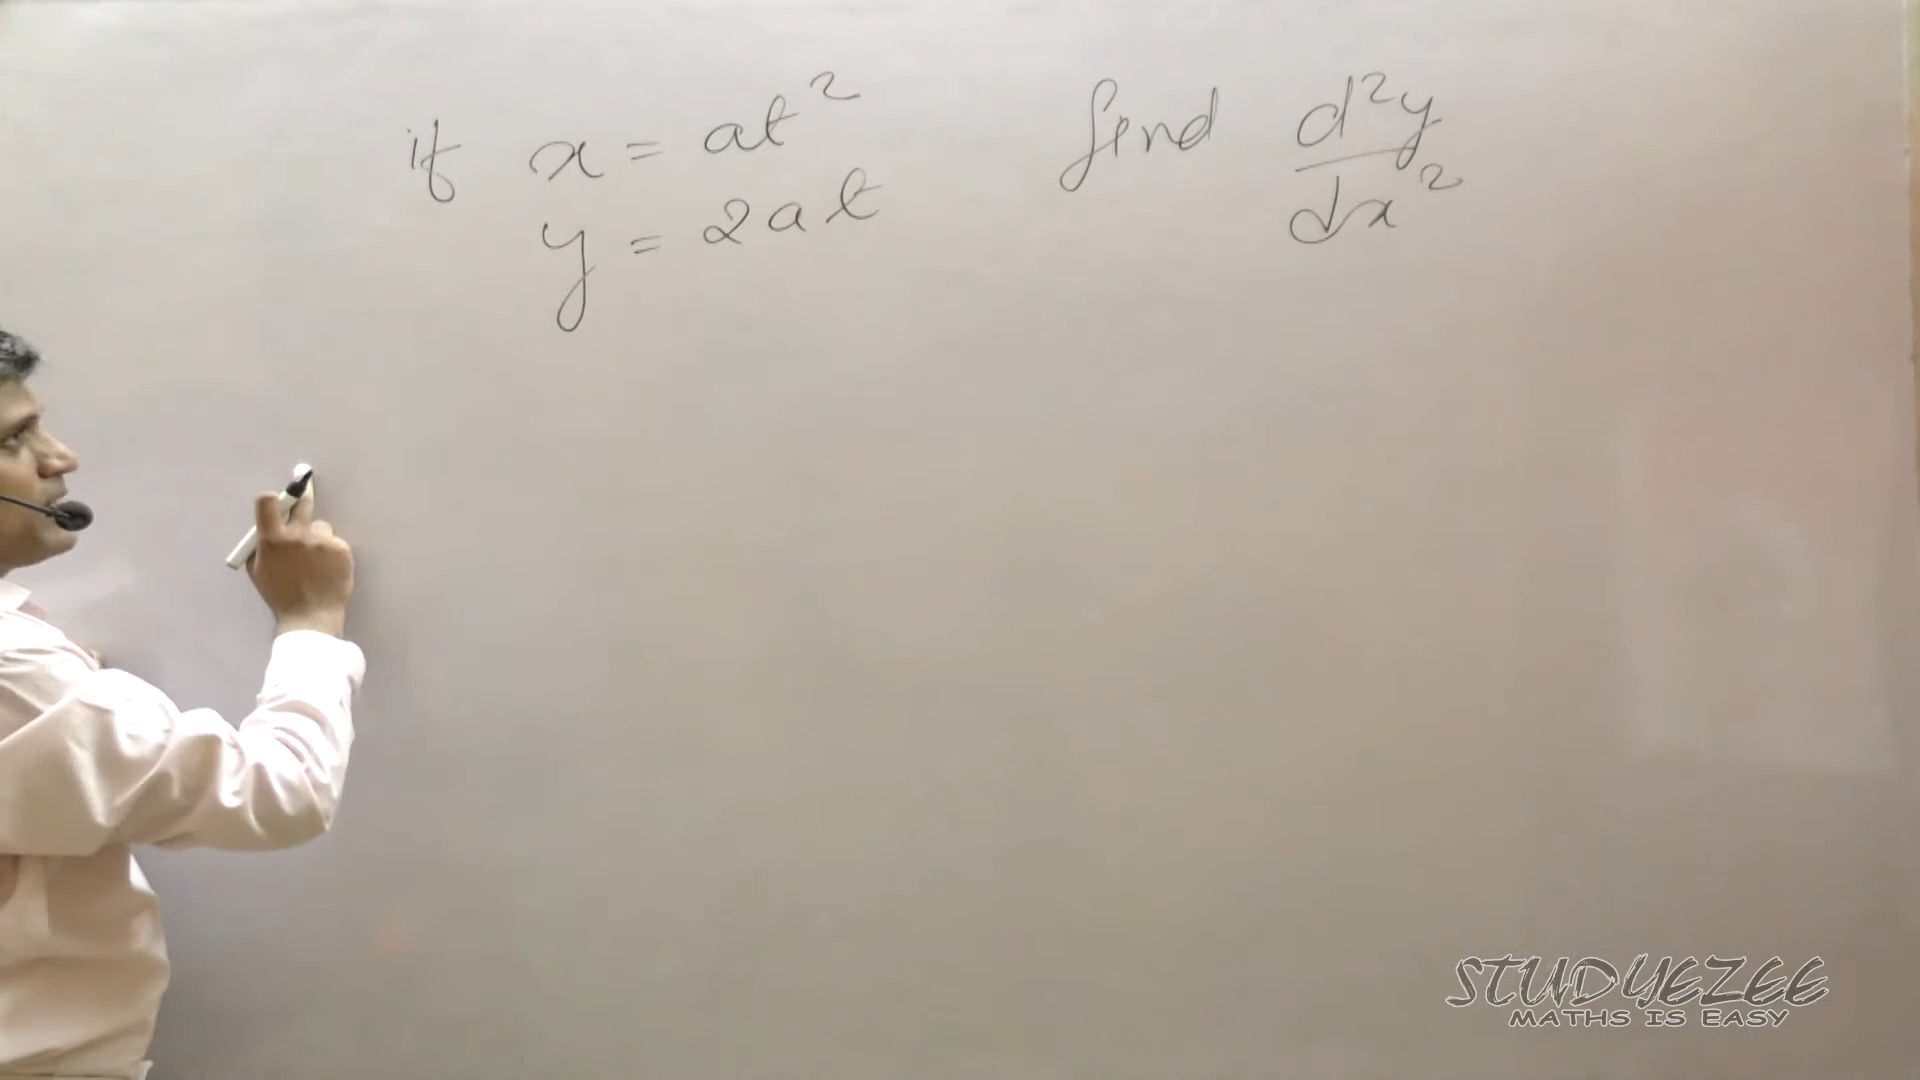 if x = at² find d²y/dx²
y = 2at
STUDYEZEE
MATHS IS EASY